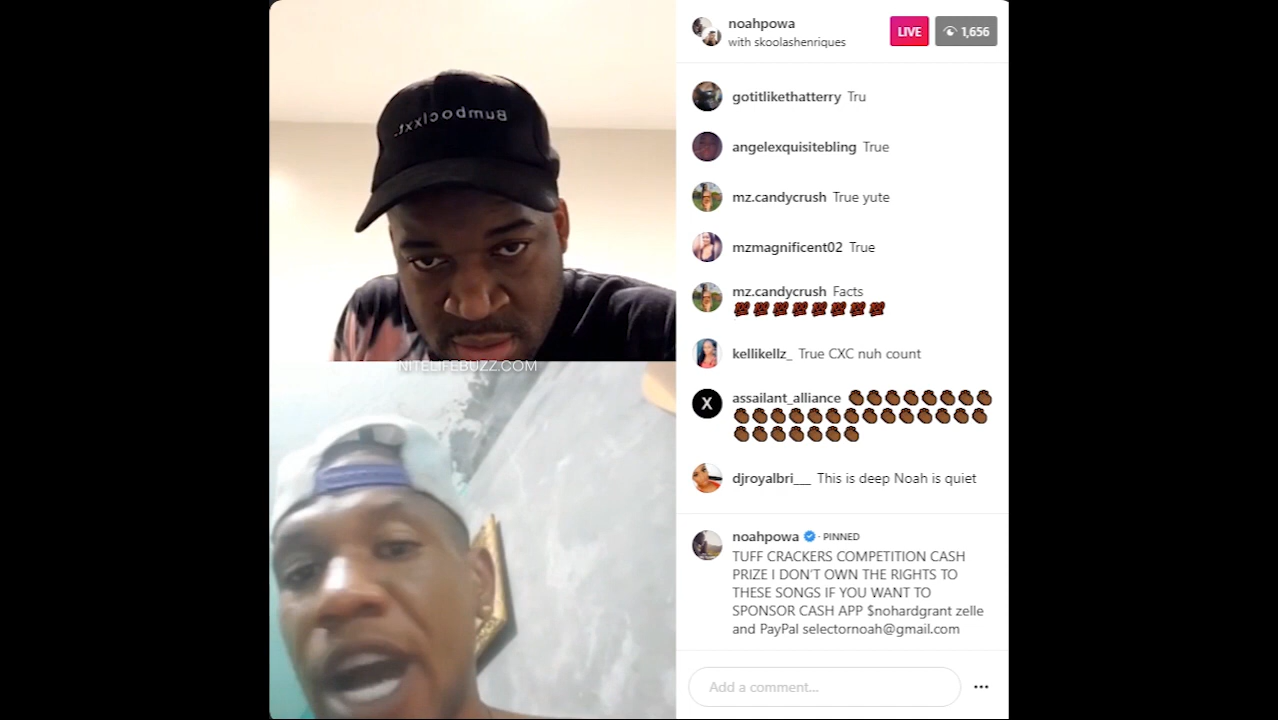 Bumboclxxt.
NITELIFEBUZZ.COM
noahpowa
with skoolashenriques
LIVE
1,656
gotitlikethatterry Tru
angelexquisitebling True
mz.candycrush True yute
mzmagnificent02 True
mz.candycrush Facts
💯💯💯💯💯💯💯💯
kellikellz_ True CXC nuh count
X
assailant_alliance 👏🏾👏🏾👏🏾👏🏾👏🏾👏🏾👏🏾👏🏾
👏🏾👏🏾👏🏾👏🏾👏🏾👏🏾👏🏾👏🏾👏🏾👏🏾👏🏾👏🏾👏🏾👏🏾
👏🏾👏🏾👏🏾👏🏾👏🏾👏🏾👏🏾
djroyalbri___ This is deep Noah is quiet
noahpowa · PINNED
TUFF CRACKERS COMPETITION CASH
PRIZE I DON'T OWN THE RIGHTS TO
THESE SONGS IF YOU WANT TO
SPONSOR CASH APP $nohardgrant zelle
and PayPal selectornoah@gmail.com
Add a comment...